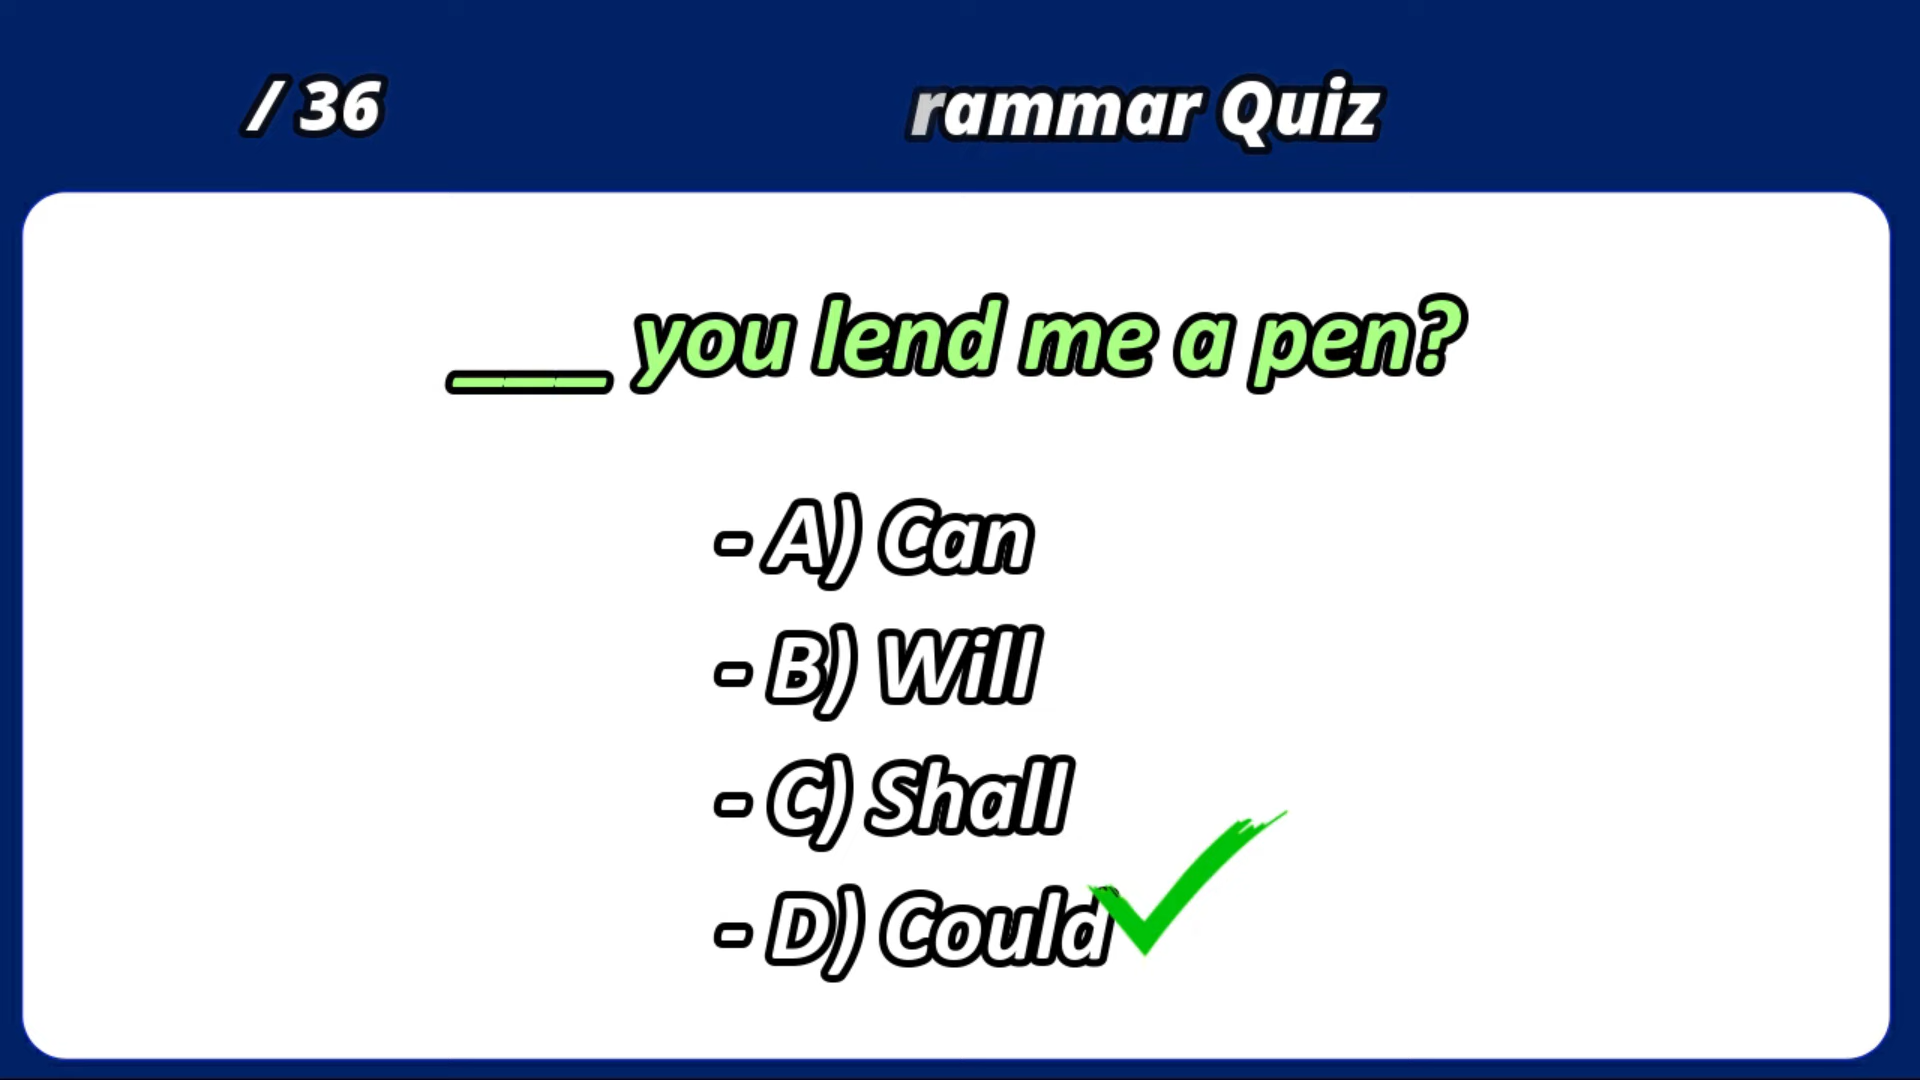 / 36
rammar Quiz
___ you lend me a pen?
- A) Can
- B) Will
- C) Shall
- D) Could